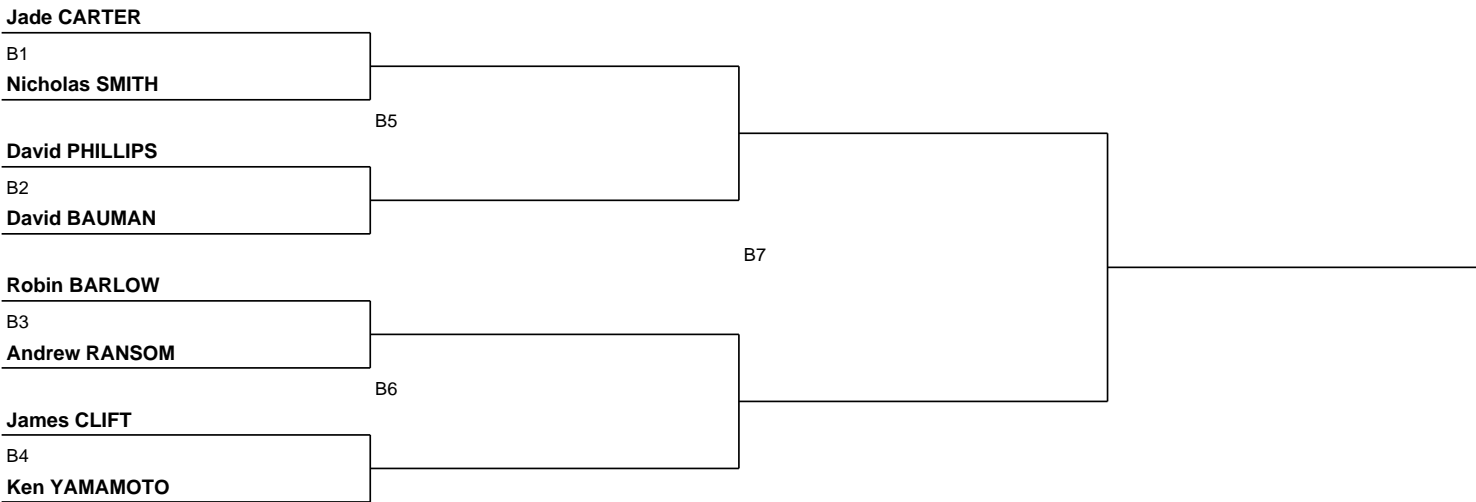 Jade CARTER
B1
Nicholas SMITH
B5
David PHILLIPS
B2
David BAUMAN
B7
Robin BARLOW
B3
Andrew RANSOM
B6
James CLIFT
B4
Ken YAMAMOTO